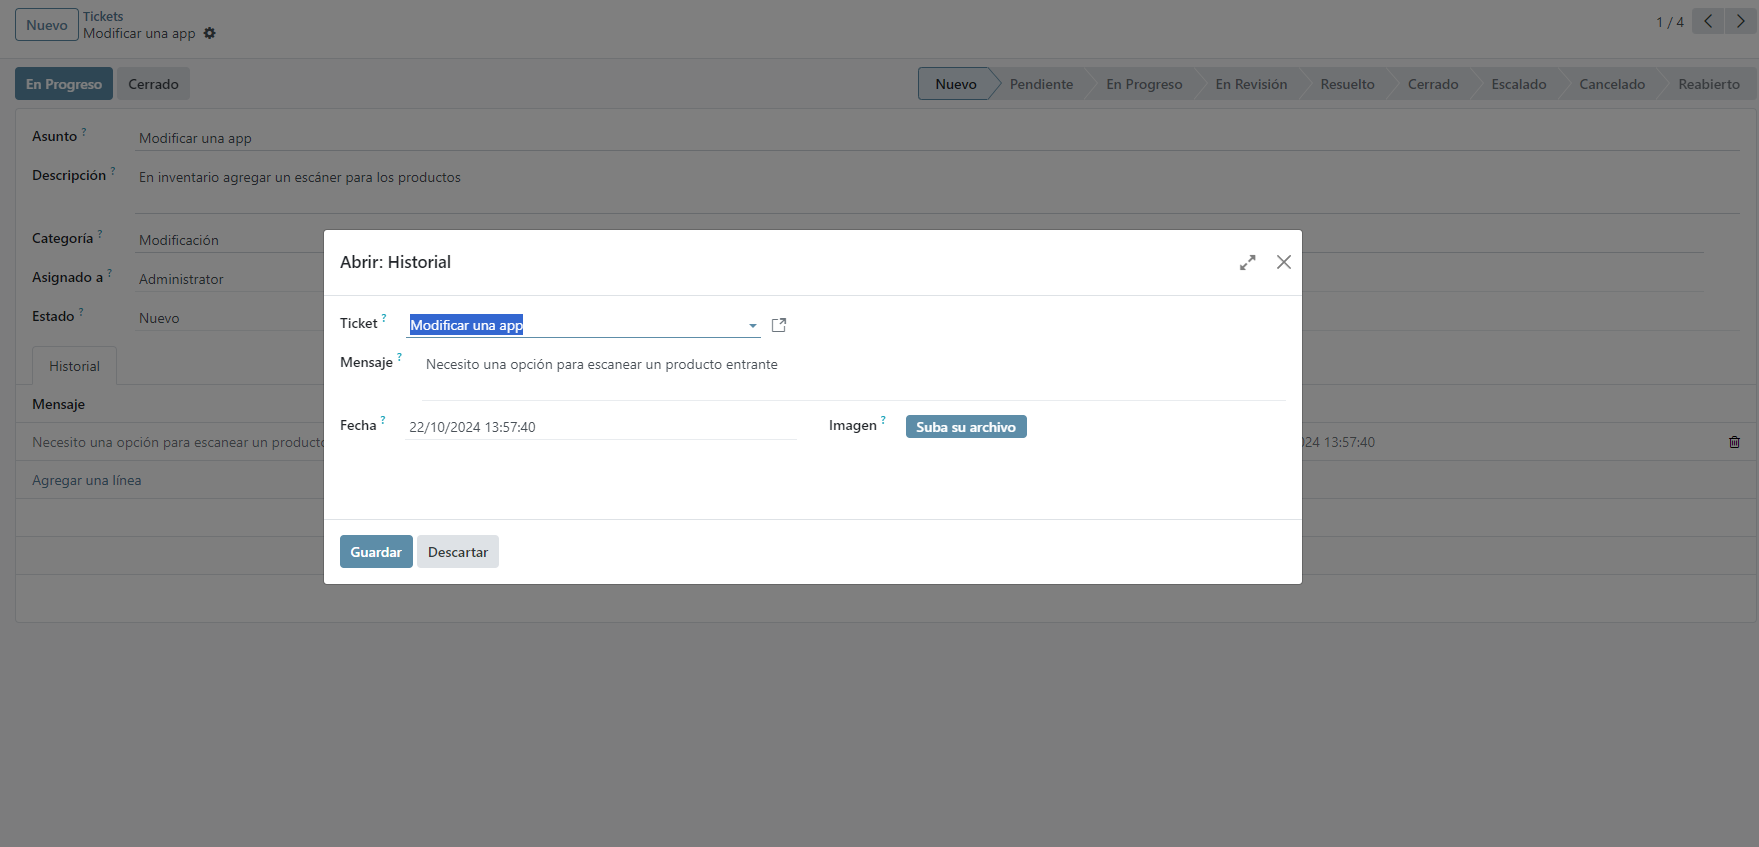 Nuevo
Tickets
Modificar una app
1 / 4
En Progreso
Cerrado
Nuevo
Pendiente
En Progreso
En Revisión
Resuelto
Cerrado
Escalado
Cancelado
Reabierto
Asunto ?
Modificar una app
Descripción ?
En inventario agregar un escáner para los productos
Categoría ?
Modificación
Asignado a ?
Administrator
Estado ?
Nuevo
Historial
Mensaje
Necesito una opción para escanear un producto
24 13:57:40
Agregar una línea
Abrir: Historial
Ticket ?
Modificar una app
Mensaje ?
Necesito una opción para escanear un producto entrante
Fecha ?
22/10/2024 13:57:40
Imagen ?
Suba su archivo
Guardar
Descartar